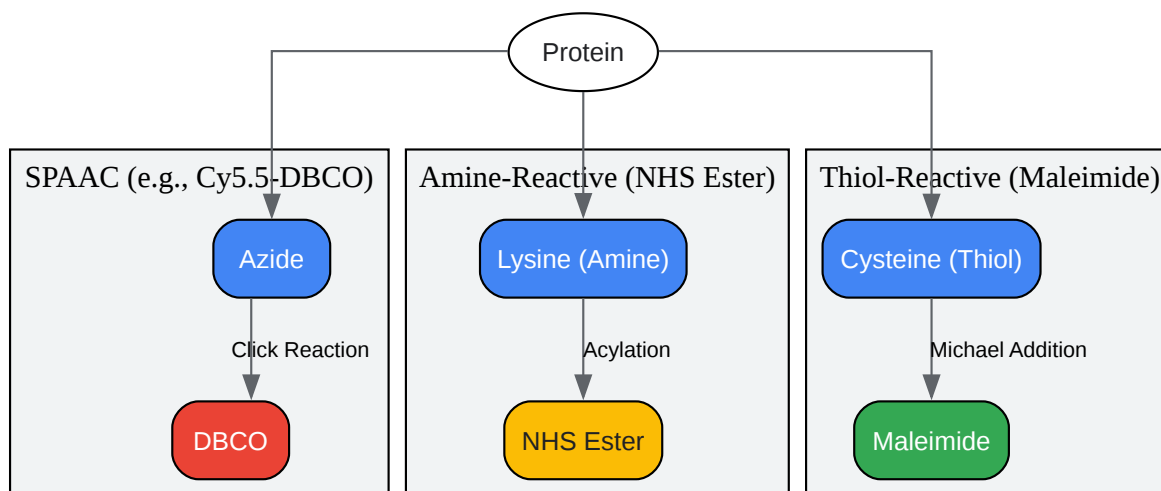 Protein
SPAAC (e.g., Cy5.5-DBCO)
Amine-Reactive (NHS Ester)
Thiol-Reactive (Maleimide)
Azide
Lysine (Amine)
Cysteine (Thiol)
Click Reaction
Acylation
Michael Addition
DBCO
NHS Ester
Maleimide